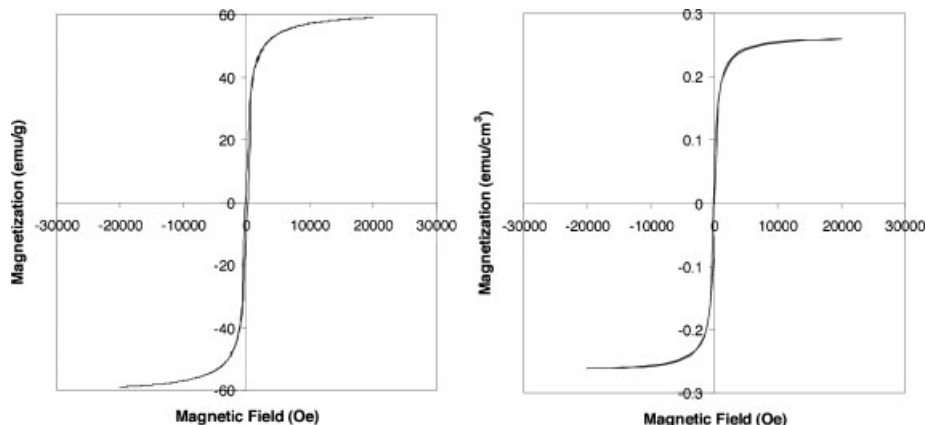 Magnetization (emu/g)
60
40
20
0
-30000 -20000 -10000 0 10000 20000 30000
-20
-40
-60
Magnetic Field (Oe)
Magnetization (emu/cm³)
0.3
0.2
0.1
0
-30000 -20000 -10000 0 10000 20000 30000
-0.1
-0.2
-0.3
Magnetic Field (Oe)